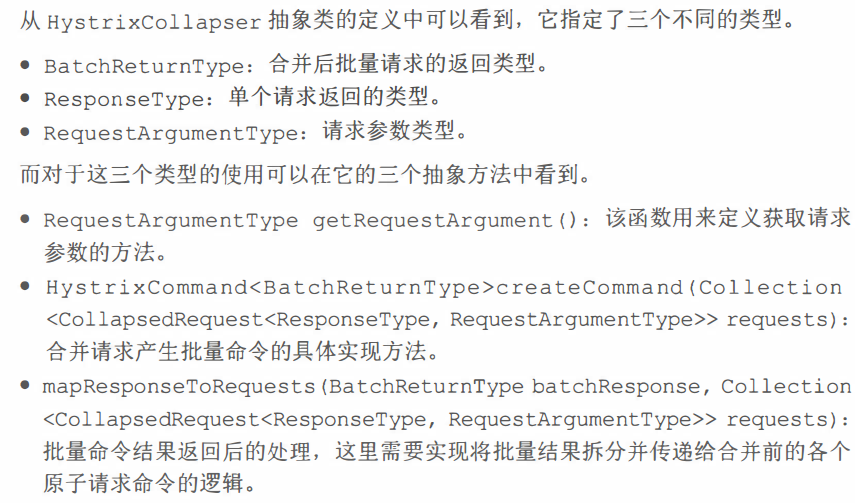 从 HystrixCollapser 抽象类的定义中可以看到，它指定了三个不同的类型。
● BatchReturnType：合并后批量请求的返回类型。
● ResponseType：单个请求返回的类型。
● RequestArgumentType：请求参数类型。
而对于这三个类型的使用可以在它的三个抽象方法中看到。
● RequestArgumentType getRequestArgument()：该函数用来定义获取请求
参数的方法。
● HystrixCommand<BatchReturnType>createCommand(Collection
<CollapsedRequest<ResponseType, RequestArgumentType>> requests)：
合并请求产生批量命令的具体实现方法。
● mapResponseToRequests(BatchReturnType batchResponse, Collection
<CollapsedRequest<ResponseType, RequestArgumentType>> requests)：
批量命令结果返回后的处理，这里需要实现将批量结果拆分并传递给合并前的各个
原子请求命令的逻辑。